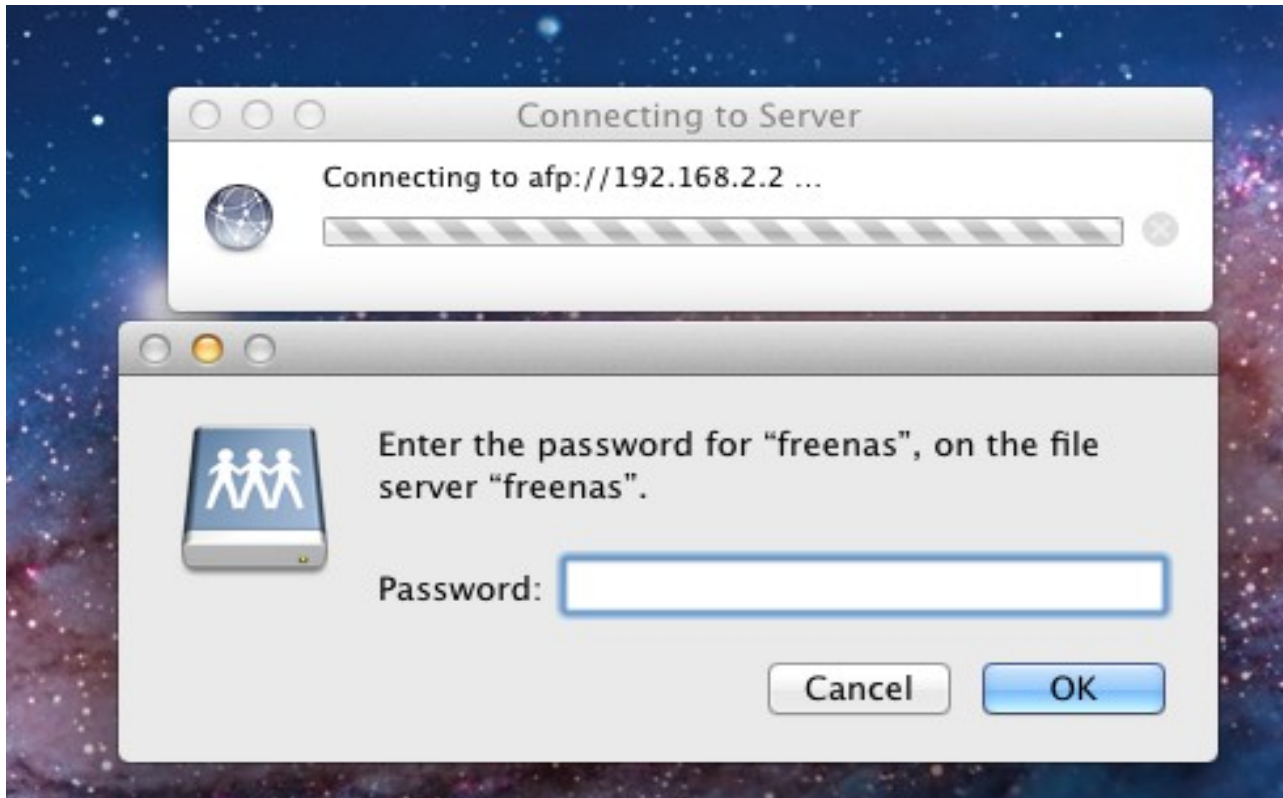 Connecting to Server
Connecting to afp://192.168.2.2 ...
Enter the password for “freenas”, on the file
server “freenas”.
Password:
Cancel
OK